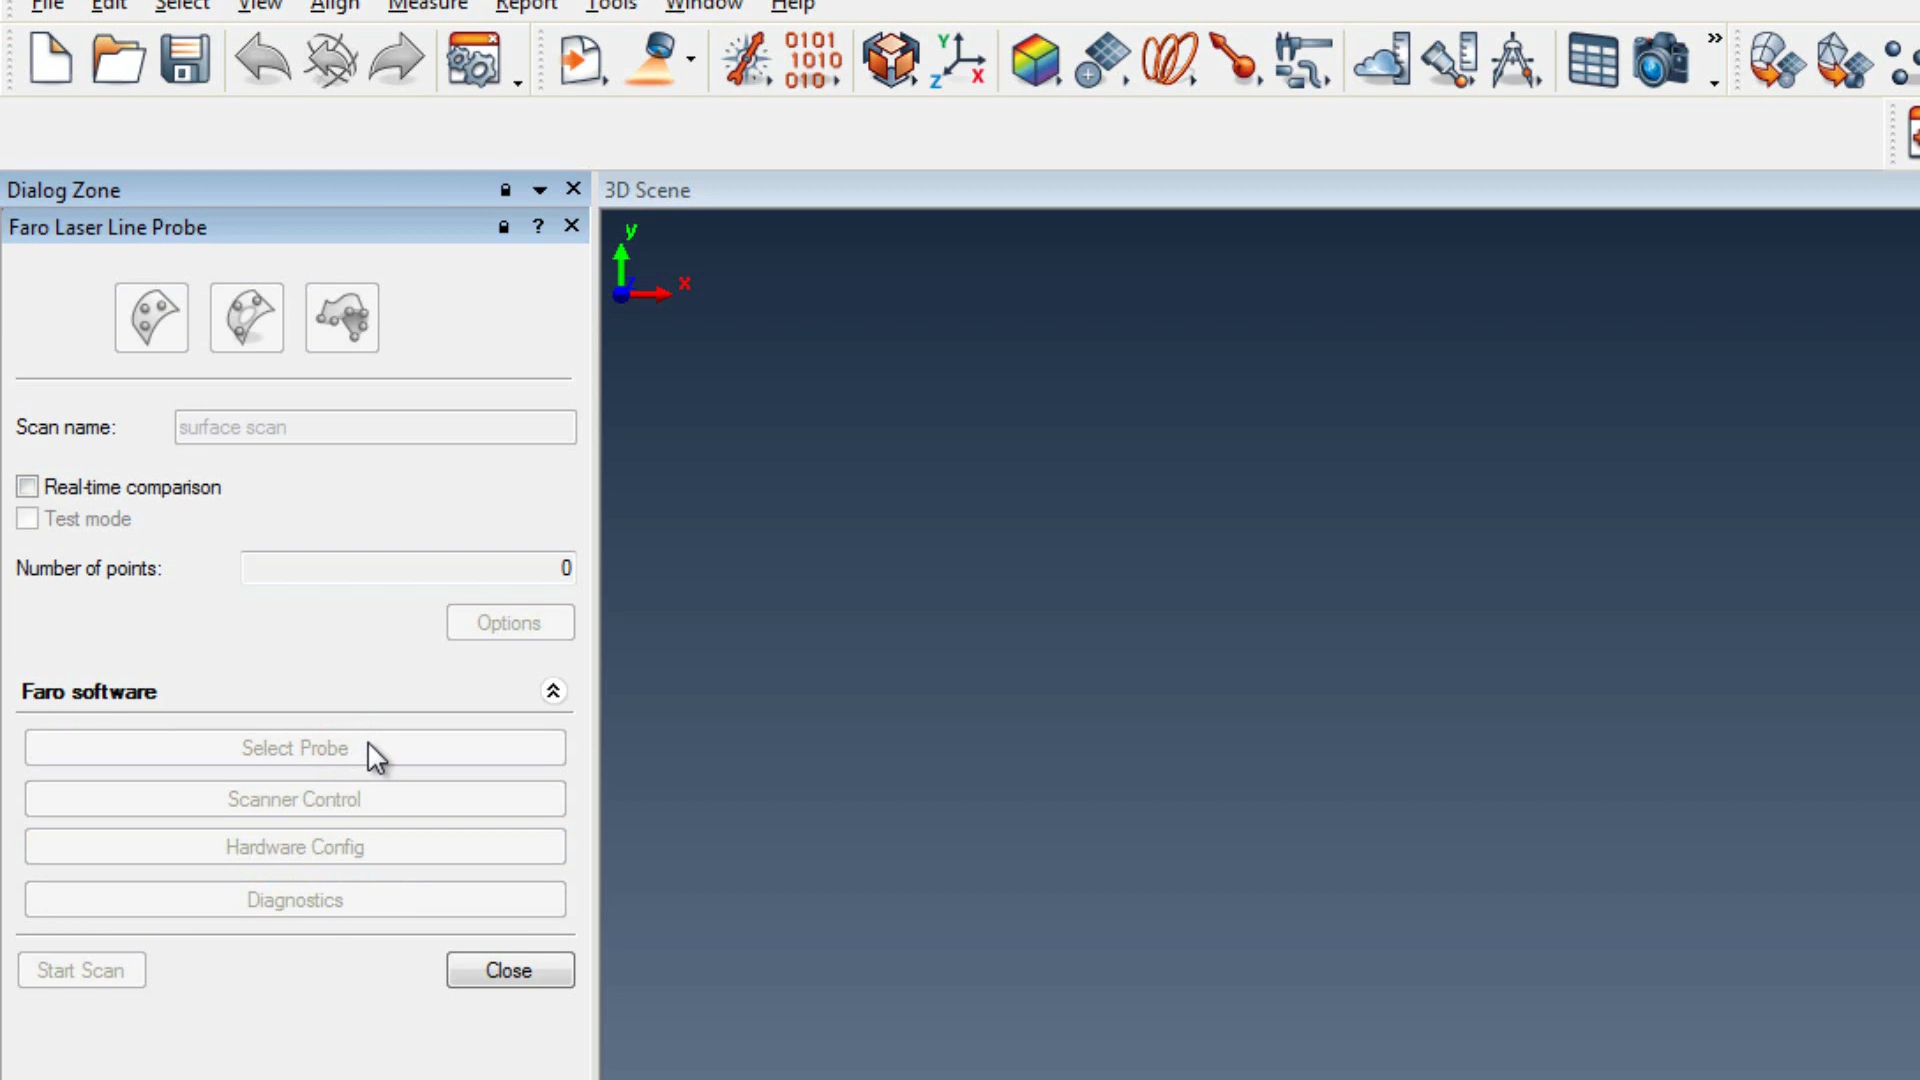 File Edit Select View Align Measure Report Tools Window Help
0101
1010
010
Y
Z X
Dialog Zone
3D Scene
Faro Laser Line Probe
y
x
Scan name: surface scan
Real-time comparison
Test mode
Number of points: 0
Options
Faro software
Select Probe
Scanner Control
Hardware Config
Diagnostics
Start Scan Close